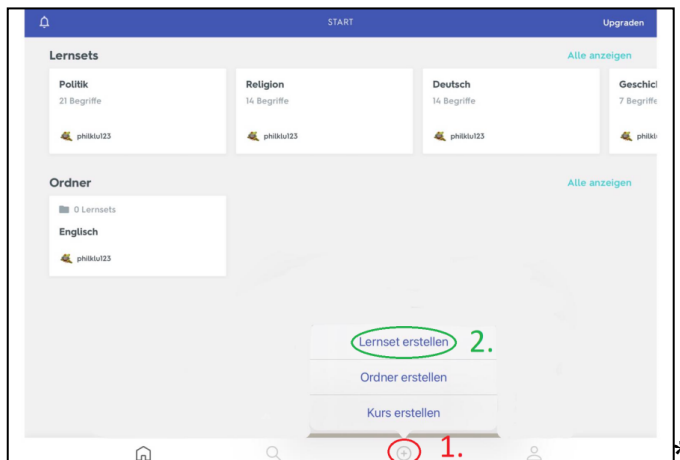 START Upgraden
Lernsets Alle anzeigen
Politik Religion Deutsch
21 Begriffe 14 Begriffe 14 Begriffe 7 Begriffe
philklu123 philklu123 philklu123
Ordner Alle anzeigen
0 Lernsets
Englisch
philklu123
Lernset erstellen 2.
Ordner erstellen
Kurs erstellen
1.